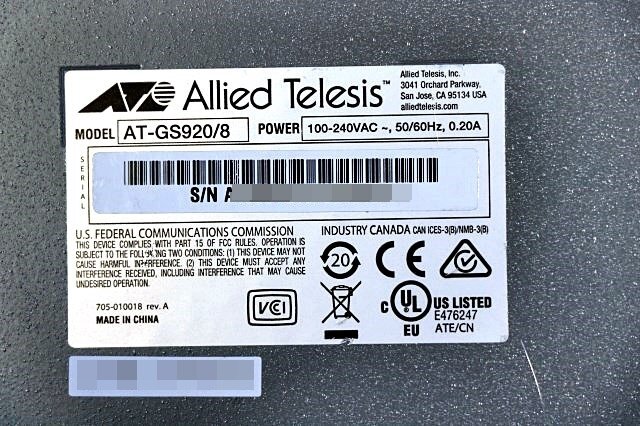 Allied Telesis™
Allied Telesis, Inc.
3041 Orchard Parkway,
San Jose, CA 95134 USA
alliedtelesis.com
MODEL AT-GS920/8 POWER 100-240VAC ~, 50/60Hz, 0.20A
SERIAL
S/N A
U.S. FEDERAL COMMUNICATIONS COMMISSION
THIS DEVICE COMPLIES WITH PART 15 OF FCC RULES. OPERATION IS
SUBJECT TO THE FOLLOWING TWO CONDITIONS: (1) THIS DEVICE MAY NOT
CAUSE HARMFUL INTERFERENCE. (2) THIS DEVICE MUST ACCEPT ANY
INTERFERENCE RECEIVED, INCLUDING INTERFERENCE THAT MAY CAUSE
UNDESIRED OPERATION.
INDUSTRY CANADA CAN ICES-3(B)/NMB-3(B)
20
CE
705-010018 rev. A
MADE IN CHINA
VCI
C UL US LISTED
E476247
EU ATE/CN